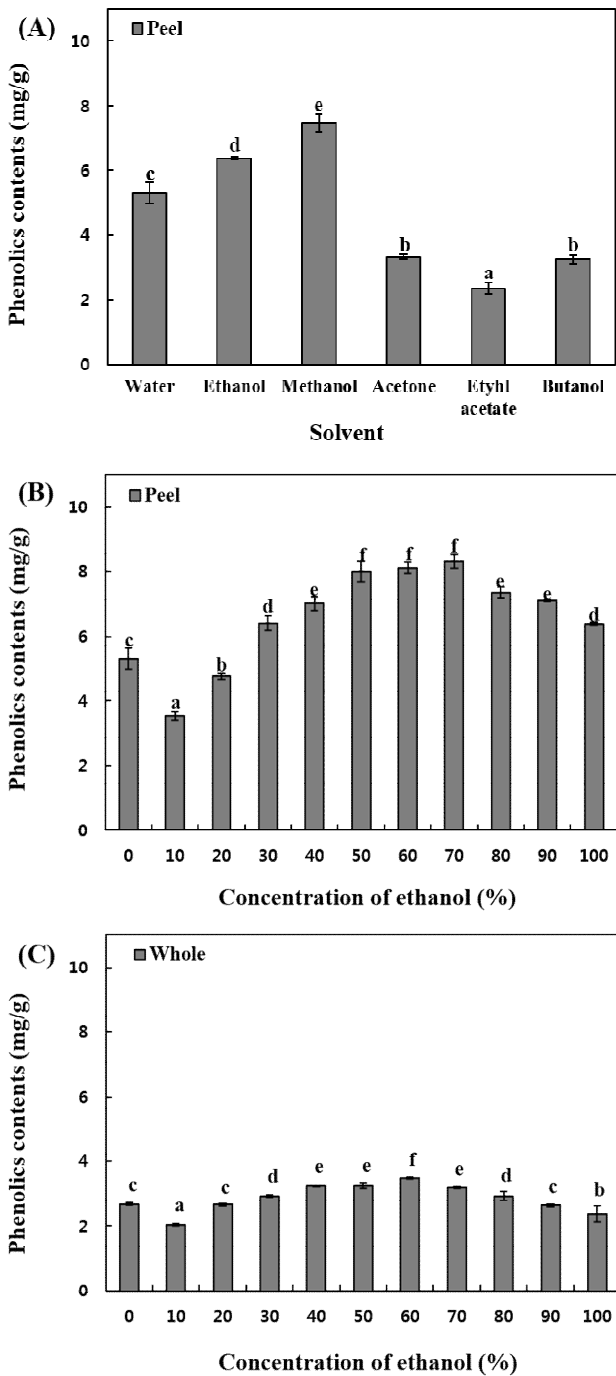 (A)
Peel
Phenolics contents (mg/g)
10
8
6
4
2
0
c
d
e
b
a
b
Water Ethanol Methanol Acetone Etyhl acetate Butanol
Solvent
(B)
Peel
Phenolics contents (mg/g)
10
8
6
4
2
0
c
a
b
d
e
f
f
f
e
e
d
0 10 20 30 40 50 60 70 80 90 100
Concentration of ethanol (%)
(C)
Whole
Phenolics contents (mg/g)
10
8
6
4
2
0
c
a
c
d
e
e
f
e
d
c
b
0 10 20 30 40 50 60 70 80 90 100
Concentration of ethanol (%)